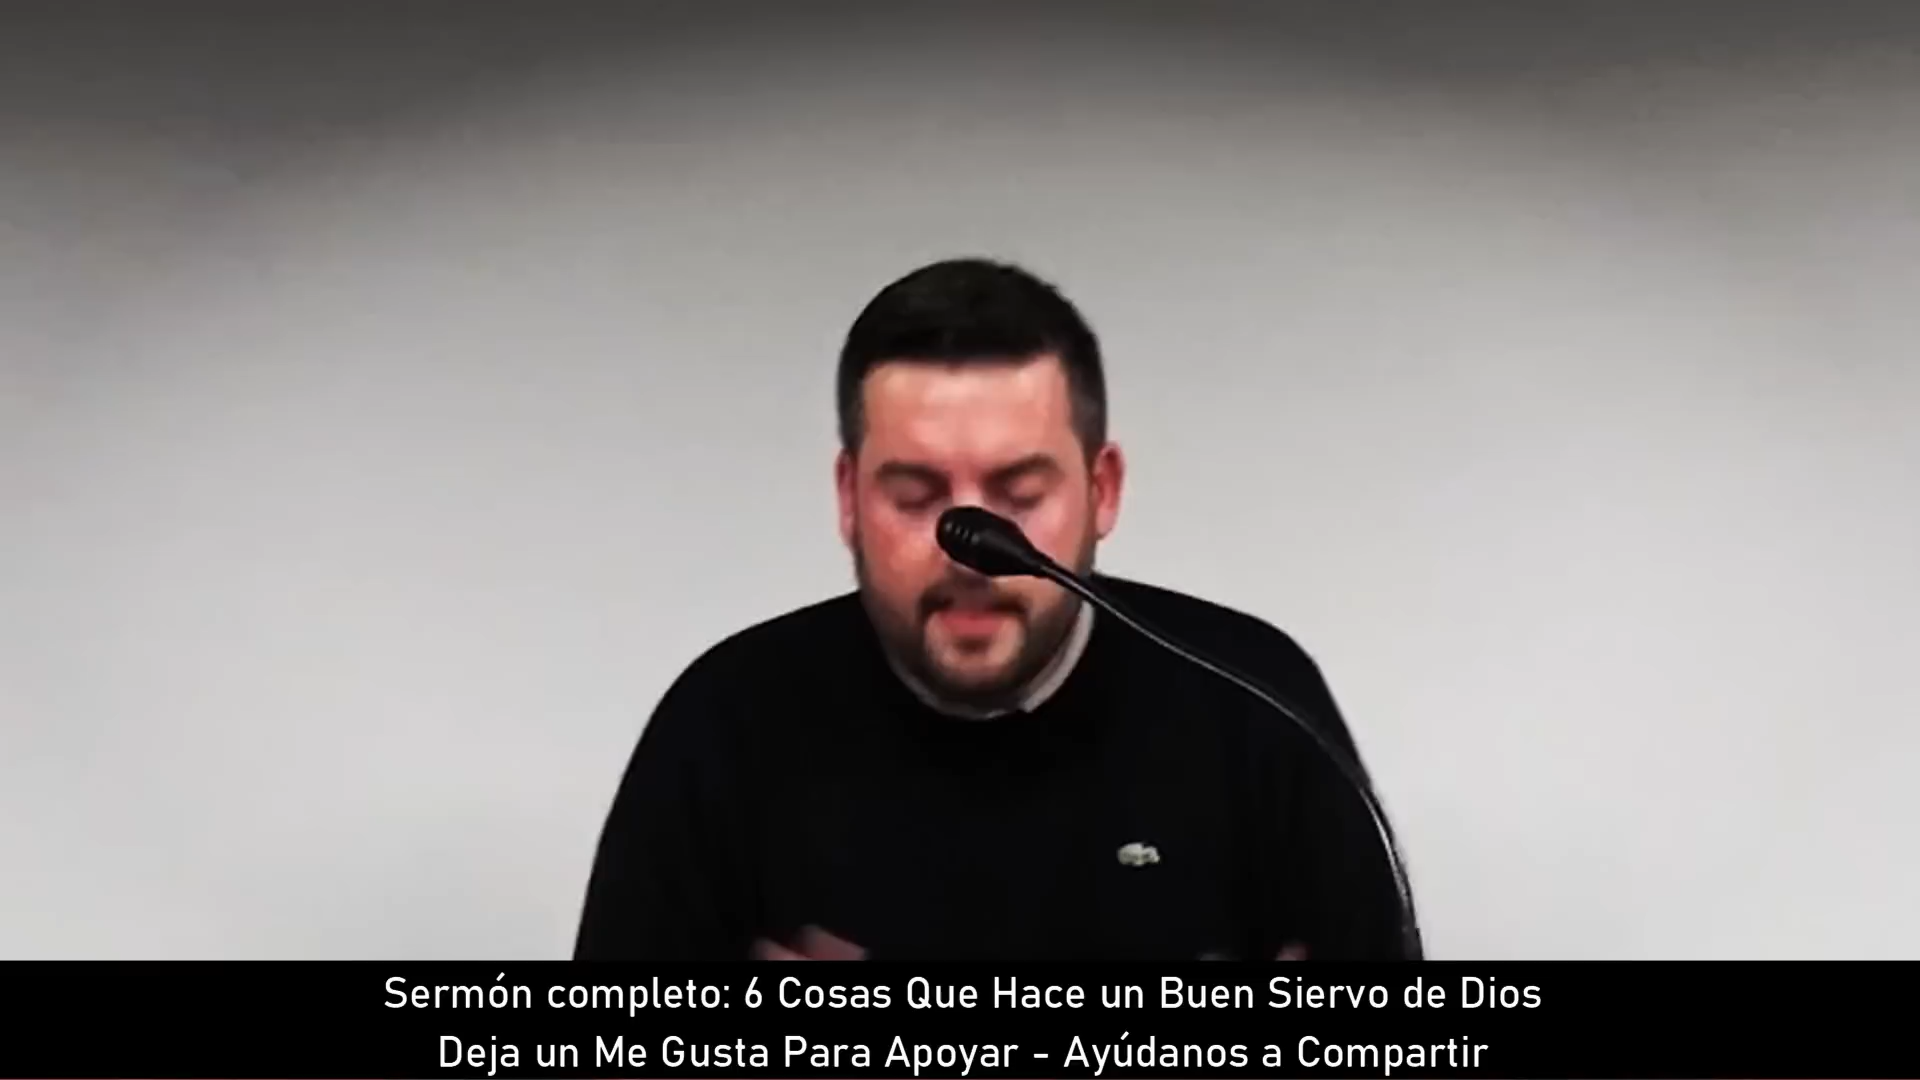 Sermón completo: 6 Cosas Que Hace un Buen Siervo de Dios
Deja un Me Gusta Para Apoyar - Ayúdanos a Compartir